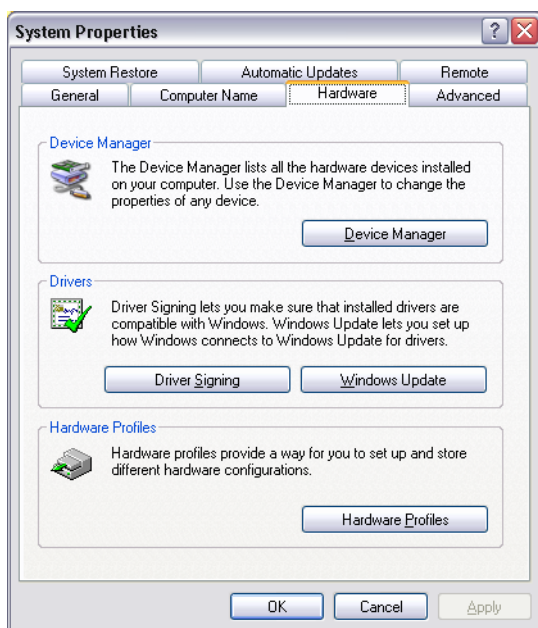 System Properties
System Restore
Automatic Updates
Remote
General
Computer Name
Hardware
Advanced
Device Manager
The Device Manager lists all the hardware devices installed
on your computer. Use the Device Manager to change the
properties of any device.
Device Manager
Drivers
Driver Signing lets you make sure that installed drivers are
compatible with Windows. Windows Update lets you set up
how Windows connects to Windows Update for drivers.
Driver Signing
Windows Update
Hardware Profiles
Hardware profiles provide a way for you to set up and store
different hardware configurations.
Hardware Profiles
OK
Cancel
Apply